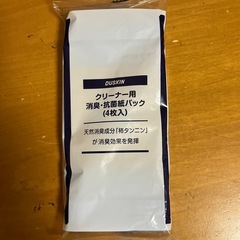 DUSKIN
クリーナー用
消臭・抗菌紙パック
(4枚入)
天然消臭成分「柿タンニン」
が消臭効果を発揮